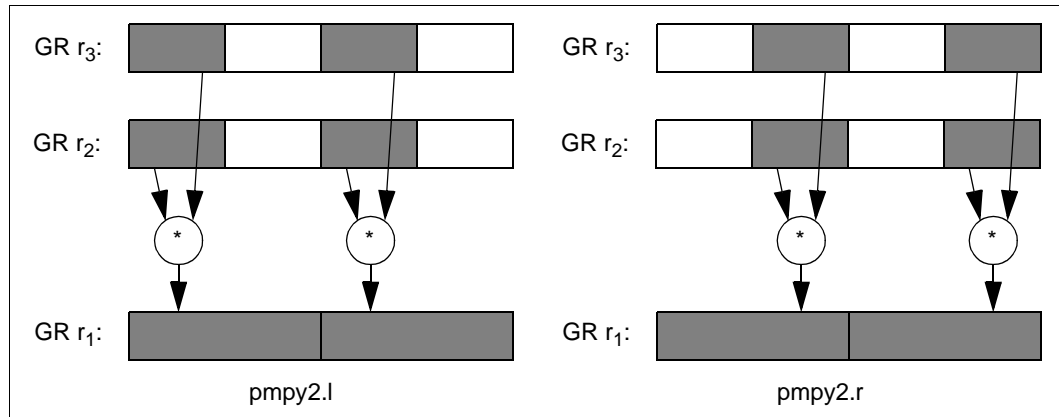 GR r3: GR r3:
GR r2: GR r2:
* * * *
GR r1: GR r1:
pmpy2.l pmpy2.r